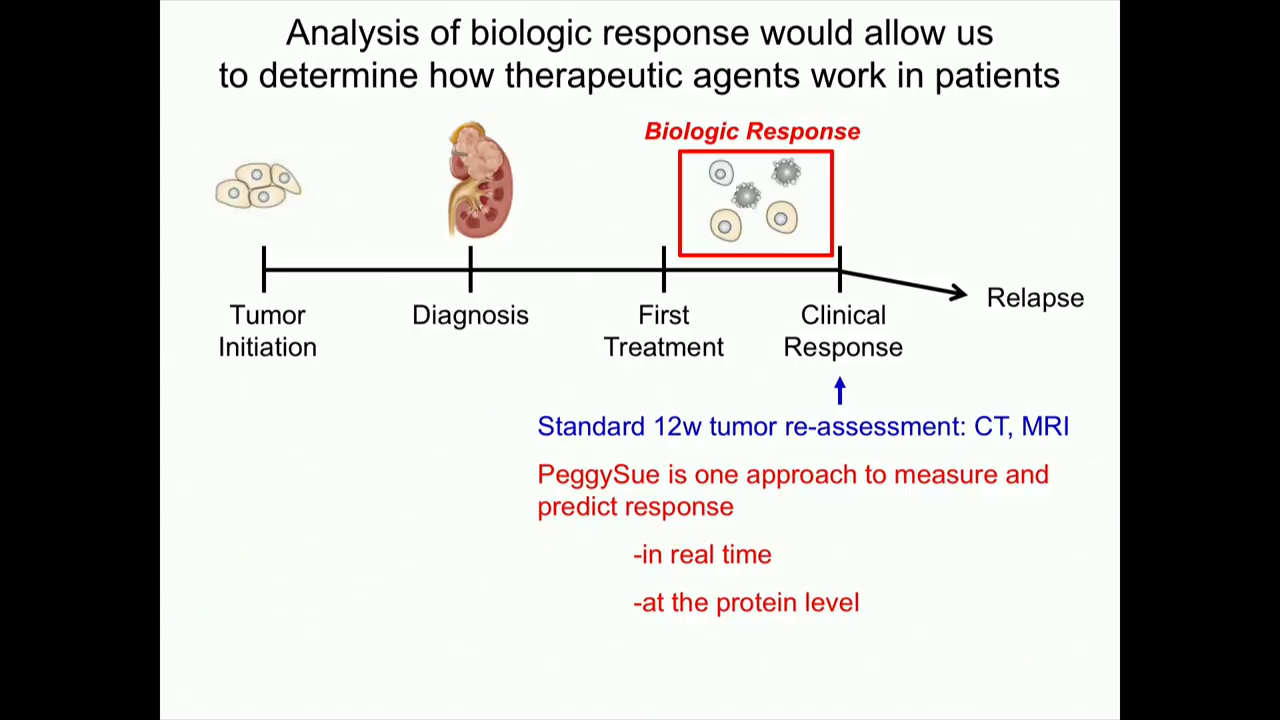 Analysis of biologic response would allow us
to determine how therapeutic agents work in patients
Biologic Response
Tumor
Initiation
Diagnosis
First
Treatment
Clinical
Response
Relapse
Standard 12w tumor re-assessment: CT, MRI
PeggySue is one approach to measure and
predict response
-in real time
-at the protein level